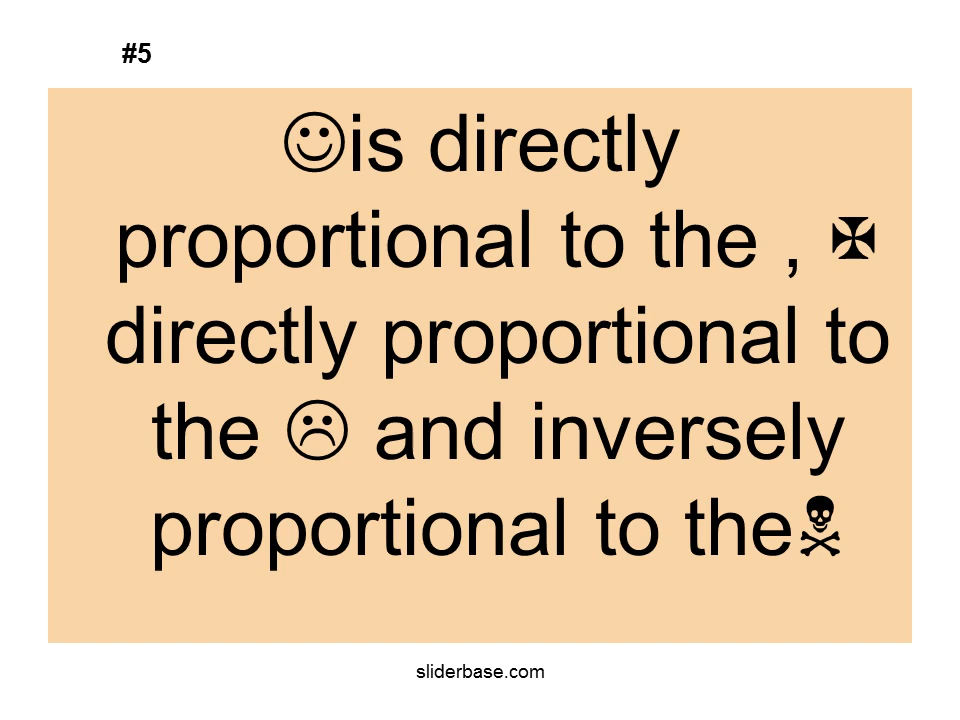 #5
☺is directly
proportional to the , ✠
directly proportional to
the ☹ and inversely
proportional to the☠
sliderbase.com